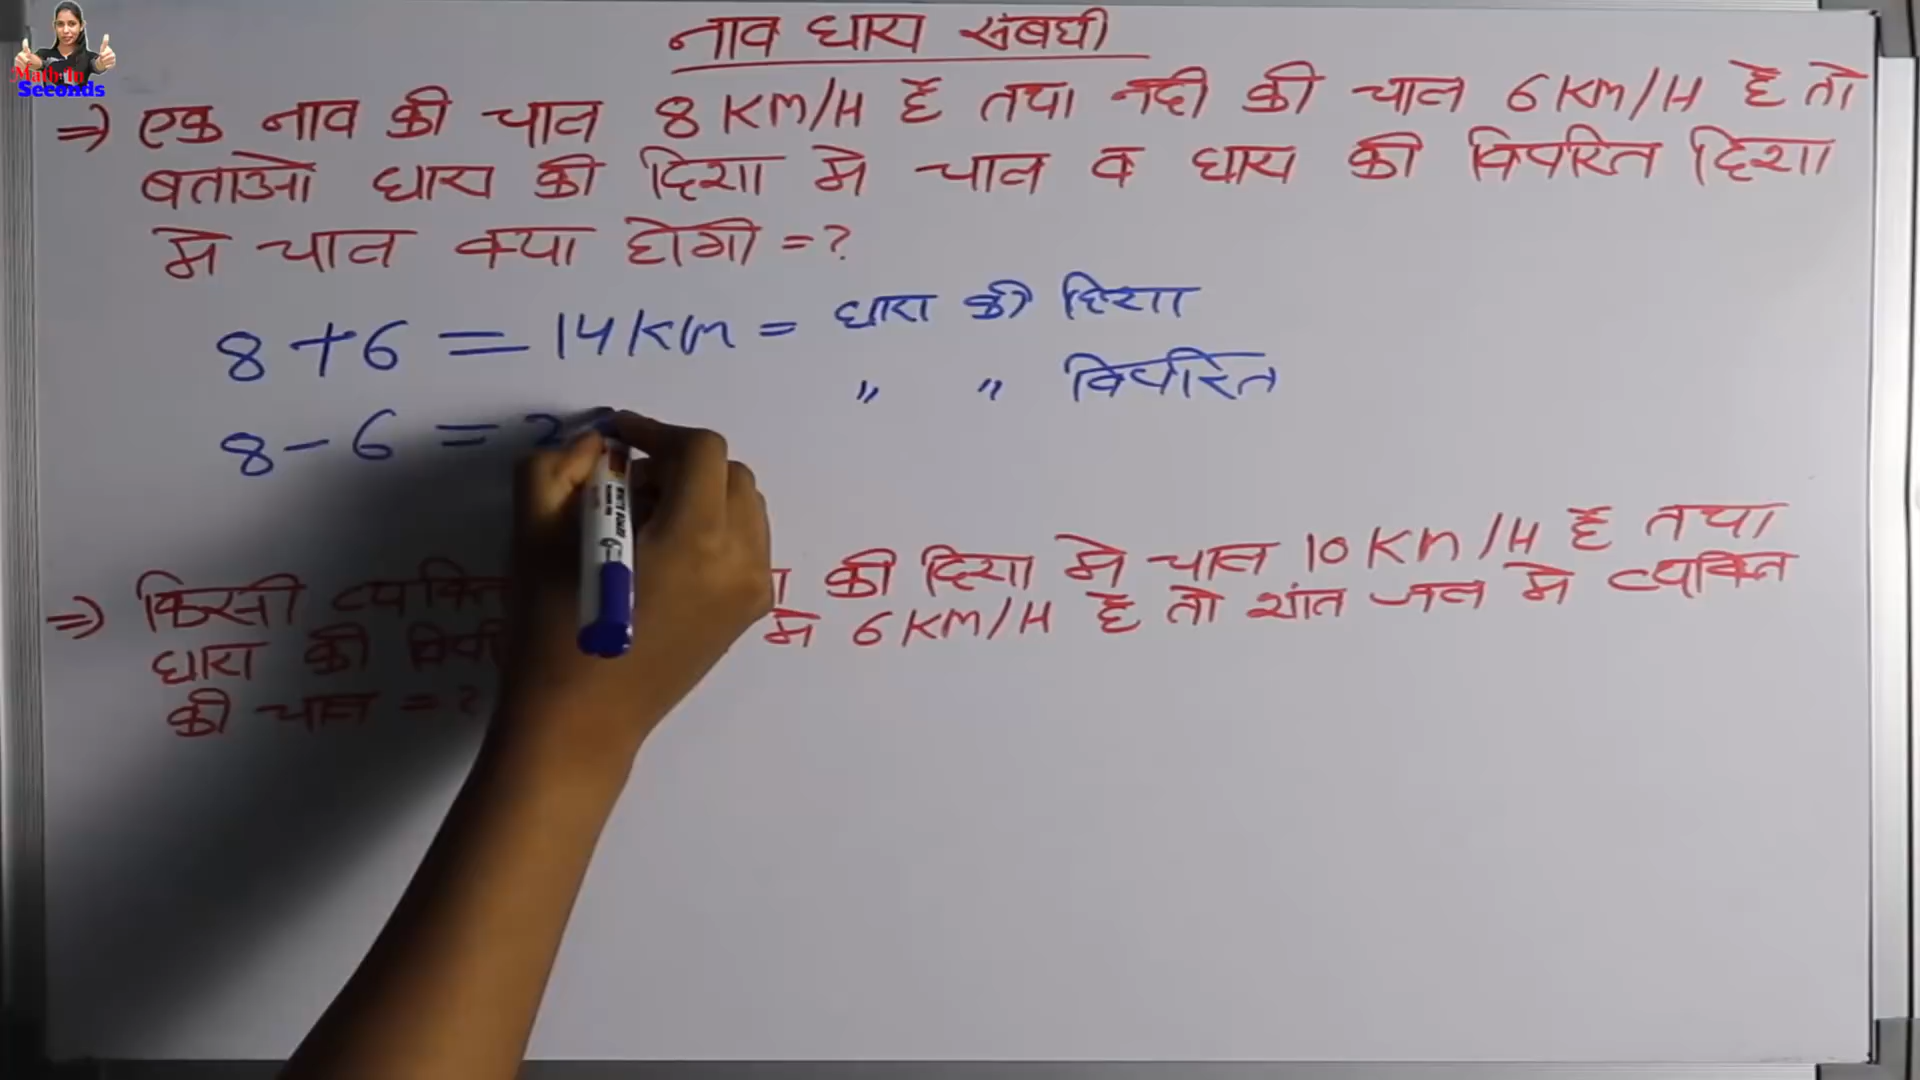 Math In
Seconds
नाव धारा संबधी
⇒ एक नाव की चाल 8 KM/H है तथा नदी की चाल 6 KM/H है तो
बताओ धारा की दिशा मे चाल व धारा की विपरित दिशा
मे चाल क्या होगी = ?
8 + 6 = 14 KM = धारा की दिशा
" " विपरित
8 - 6 = 2
⇒ किसी व्यक्ति की दिशा मे चाल 10 KM/H है तथा
धारा की मे 6 KM/H है तो शांत जल मे व्यक्ति
की चाल = ?